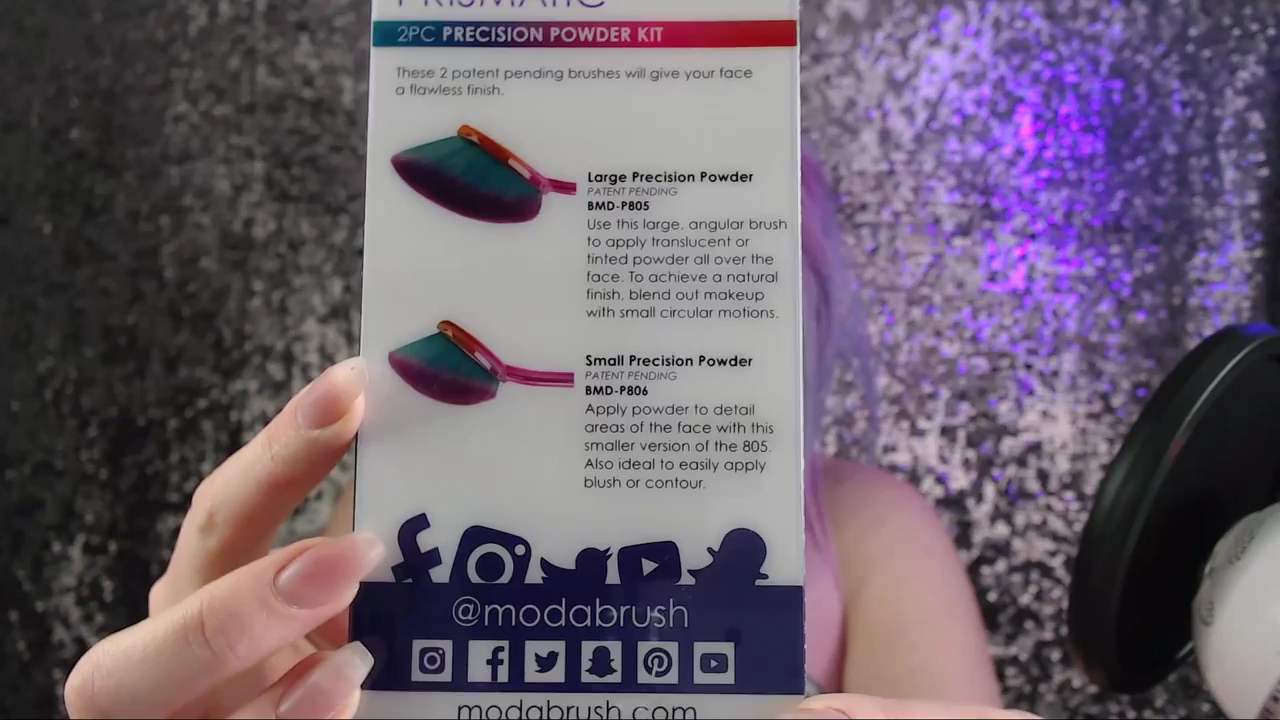 PRISMATIC
2PC PRECISION POWDER KIT
These 2 patent pending brushes will give your face
a flawless finish.
Large Precision Powder
PATENT PENDING
BMD-P805
Use this large, angular brush
to apply translucent or
tinted powder all over the
face. To achieve a natural
finish, blend out makeup
with small circular motions.
Small Precision Powder
PATENT PENDING
BMD-P806
Apply powder to detail
areas of the face with this
smaller version of the 805.
Also ideal to easily apply
blush or contour.
@modabrush
modabrush.com